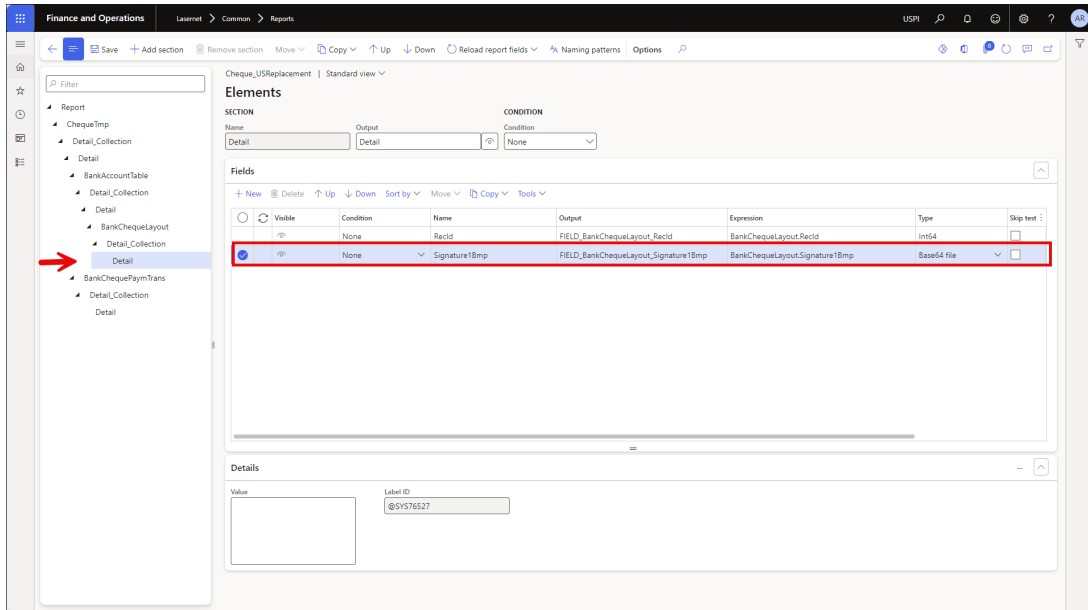 Finance and Operations Lasernet > Common > Reports USPI ? AR
Save + Add section Remove section Move Copy Up Down Reload report fields Naming patterns Options 0
Filter
Report
ChequeTmp
Detail_Collection
Detail
BankAccountTable
Detail_Collection
Detail
BankChequeLayout
Detail_Collection
Detail
BankChequePaymTrans
Detail_Collection
Detail
Cheque_USReplacement | Standard view
Elements
SECTION CONDITION
Name Output Condition
Detail Detail None
Fields
+ New Delete Up Down Sort by Move Copy Tools
Visible Condition Name Output Expression Type Skip test
None RecId FIELD_BankChequeLayout_RecId BankChequeLayout.RecId Int64
None Signature1Bmp FIELD_BankChequeLayout_Signature1Bmp BankChequeLayout.Signature1Bmp Base64 file
Details --
Value Label ID
@SYS76527